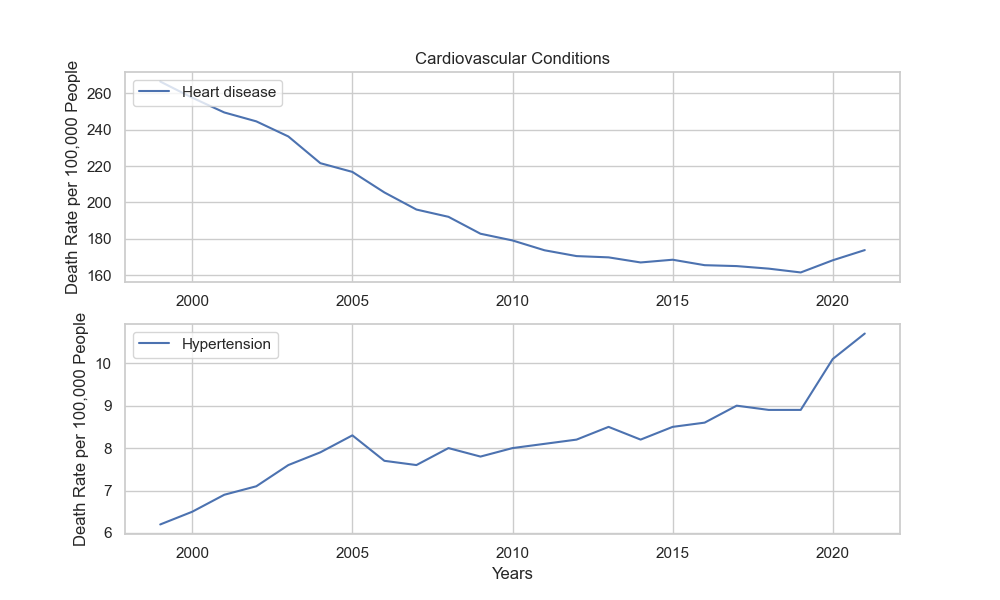 Cardiovascular Conditions
Death Rate per 100,000 People
Heart disease
260
240
220
200
180
160
2000 2005 2010 2015 2020
Death Rate per 100,000 People
Hypertension
10
9
8
7
6
2000 2005 2010 2015 2020
Years